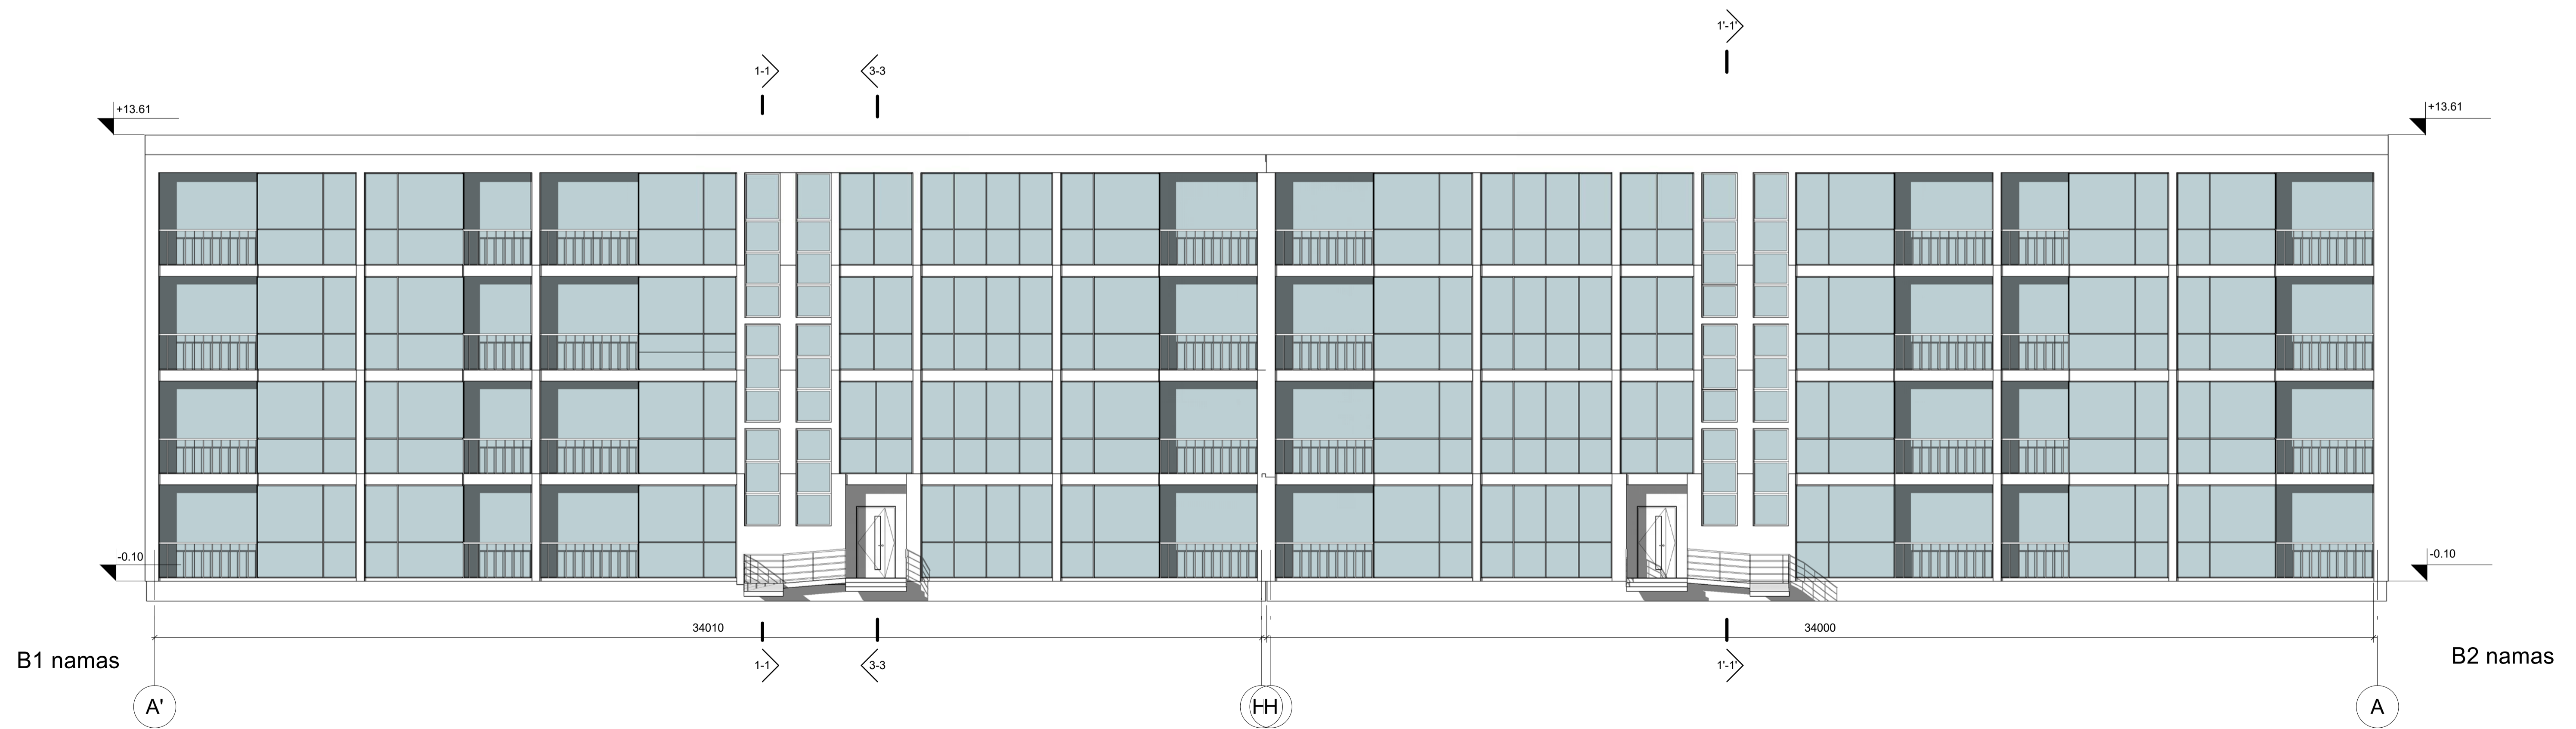 1'-1'
1-1
3-3
+13.61
+13.61
-0.10
-0.10
34010
34000
B1 namas
1-1
3-3
1'-1'
B2 namas
A'
H
H
A